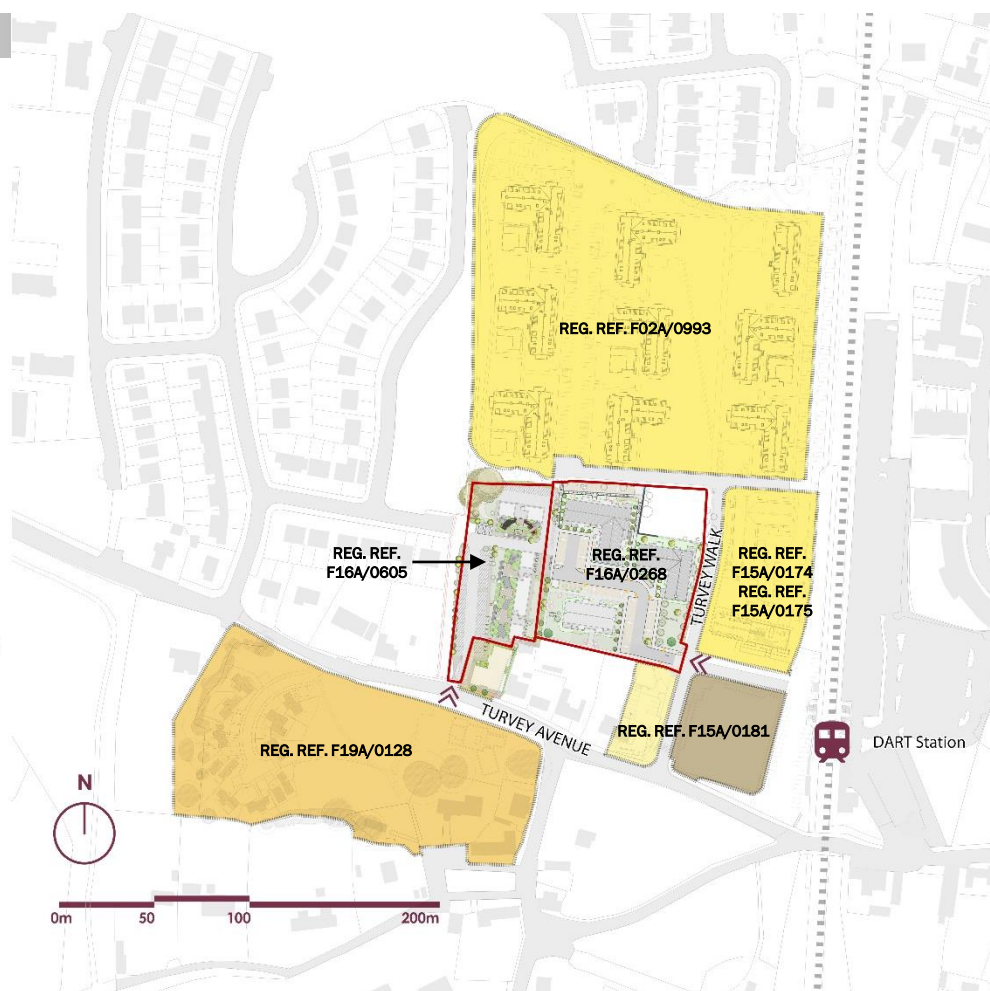 REG. REF. F02A/0993
REG. REF.
F16A/0605
REG. REF.
F16A/0268
TURVEY WALK
REG. REF.
F15A/0174
REG. REF.
F15A/0175
TURVEY AVENUE
REG. REF. F15A/0181
DART Station
REG. REF. F19A/0128
N
0m 50 100 200m